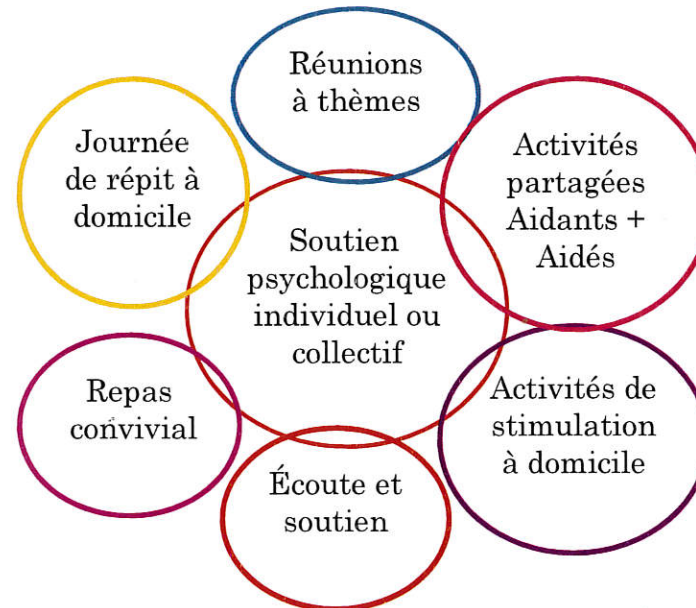 Réunions
à thèmes
Journée
de répit à
domicile
Activités
partagées
Aidants +
Aidés
Soutien
psychologique
individuel ou
collectif
Repas
convivial
Activités de
stimulation
à domicile
Écoute et
soutien